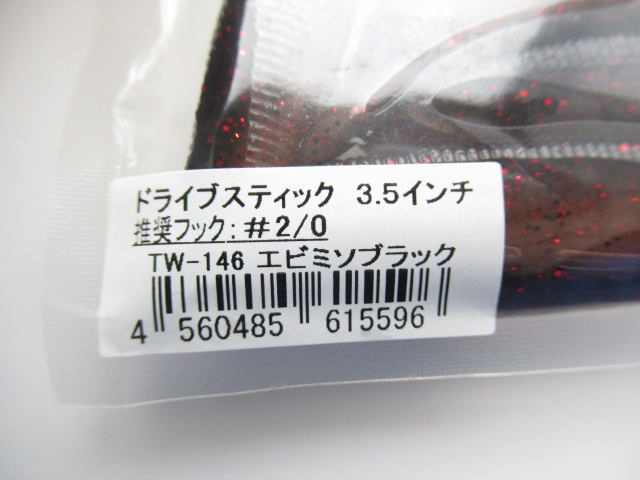 ドライブスティック 3.5インチ
推奨フック:#2/0
TW-146 エビミソブラック
4 560485 615596